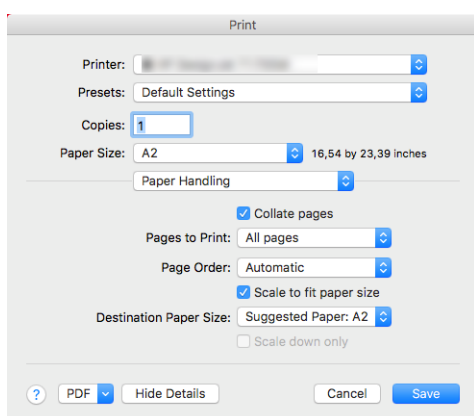 Print
Printer:
Presets: Default Settings
Copies: 1
Paper Size: A2 16,54 by 23,39 inches
Paper Handling
Collate pages
Pages to Print: All pages
Page Order: Automatic
Scale to fit paper size
Destination Paper Size: Suggested Paper: A2
Scale down only
? PDF Hide Details Cancel Save